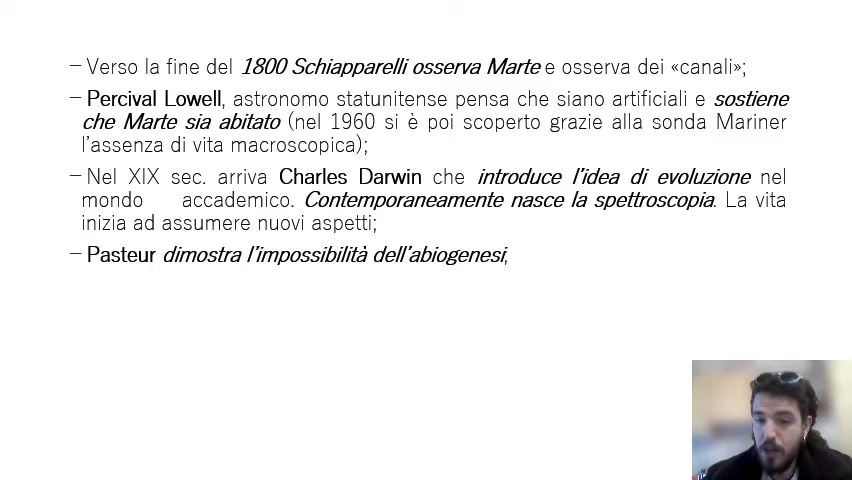 – Verso la fine del 1800 Schiapparelli osserva Marte e osserva dei «canali»;
– Percival Lowell, astronomo statunitense pensa che siano artificiali e sostiene
che Marte sia abitato (nel 1960 si è poi scoperto grazie alla sonda Mariner
l'assenza di vita macroscopica);
– Nel XIX sec. arriva Charles Darwin che introduce l'idea di evoluzione nel
mondo accademico. Contemporaneamente nasce la spettroscopia. La vita
inizia ad assumere nuovi aspetti;
– Pasteur dimostra l'impossibilità dell'abiogenesi;